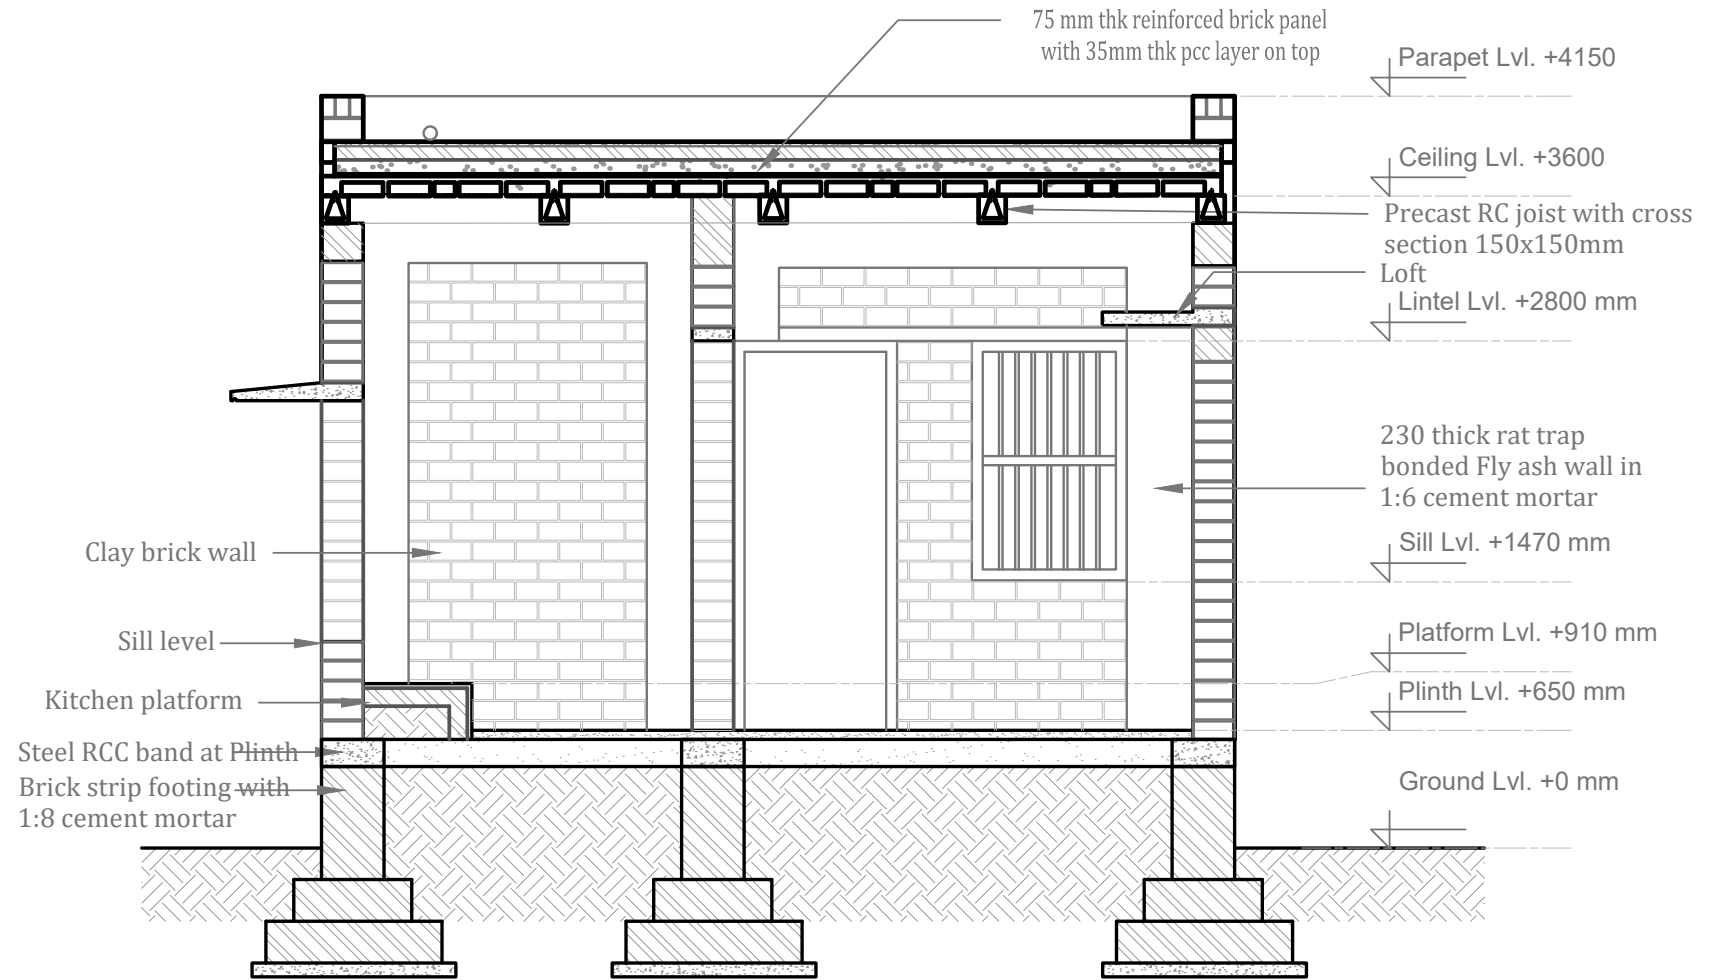 75 mm thk reinforced brick panel
with 35mm thk pcc layer on top
Parapet Lvl. +4150
Ceiling Lvl. +3600
Precast RC joist with cross
section 150x150mm
Loft
Lintel Lvl. +2800 mm
230 thick rat trap
bonded Fly ash wall in
1:6 cement mortar
Sill Lvl. +1470 mm
Platform Lvl. +910 mm
Plinth Lvl. +650 mm
Ground Lvl. +0 mm
Clay brick wall
Sill level
Kitchen platform
Steel RCC band at Plinth
Brick strip footing with
1:8 cement mortar